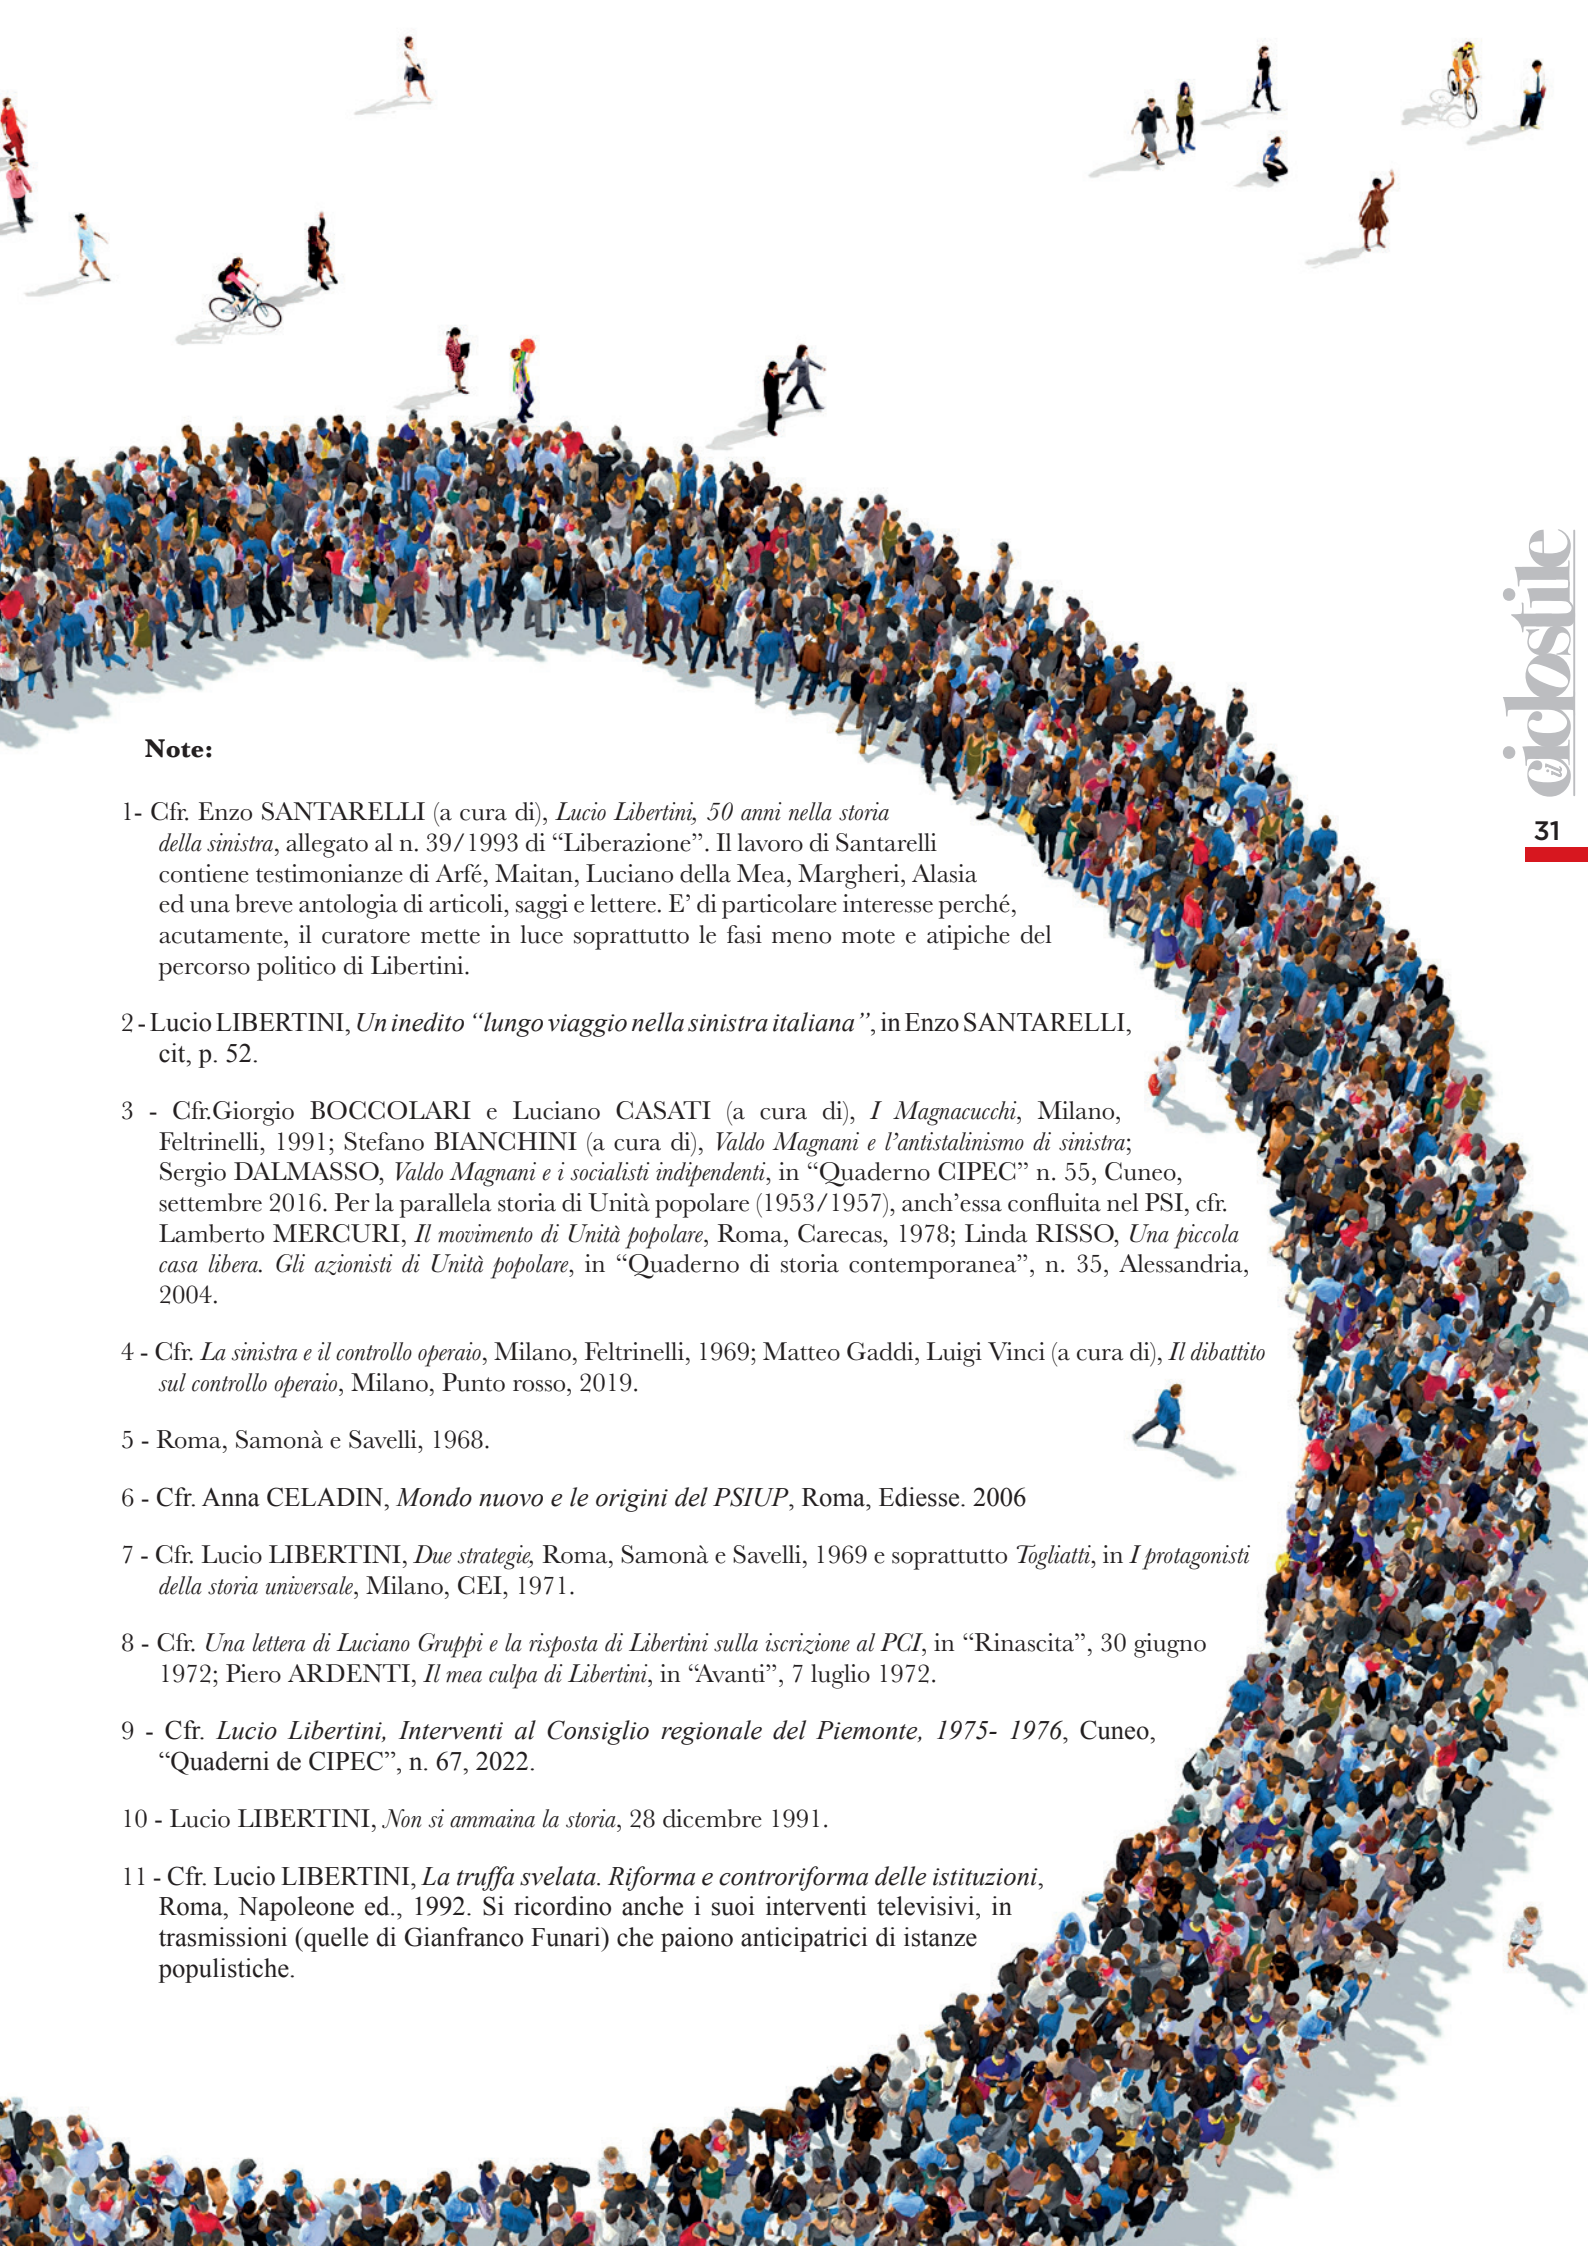 il ciclostile
31
Note:
1- Cfr. Enzo SANTARELLI (a cura di), Lucio Libertini, 50 anni nella storia
della sinistra, allegato al n. 39/1993 di “Liberazione”. Il lavoro di Santarelli
contiene testimonianze di Arfé, Maitan, Luciano della Mea, Margheri, Alasia
ed una breve antologia di articoli, saggi e lettere. E’ di particolare interesse perché,
acutamente, il curatore mette in luce soprattutto le fasi meno mote e atipiche del
percorso politico di Libertini.
2 - Lucio LIBERTINI, Un inedito “lungo viaggio nella sinistra italiana”, in Enzo SANTARELLI,
cit, p. 52.
3 - Cfr.Giorgio BOCCOLARI e Luciano CASATI (a cura di), I Magnacucchi, Milano,
Feltrinelli, 1991; Stefano BIANCHINI (a cura di), Valdo Magnani e l’antistalinismo di sinistra;
Sergio DALMASSO, Valdo Magnani e i socialisti indipendenti, in “Quaderno CIPEC” n. 55, Cuneo,
settembre 2016. Per la parallela storia di Unità popolare (1953/1957), anch’essa confluita nel PSI, cfr.
Lamberto MERCURI, Il movimento di Unità popolare, Roma, Carecas, 1978; Linda RISSO, Una piccola
casa libera. Gli azionisti di Unità popolare, in “Quaderno di storia contemporanea”, n. 35, Alessandria,
2004.
4 - Cfr. La sinistra e il controllo operaio, Milano, Feltrinelli, 1969; Matteo Gaddi, Luigi Vinci (a cura di), Il dibattito
sul controllo operaio, Milano, Punto rosso, 2019.
5 - Roma, Samonà e Savelli, 1968.
6 - Cfr. Anna CELADIN, Mondo nuovo e le origini del PSIUP, Roma, Ediesse. 2006
7 - Cfr. Lucio LIBERTINI, Due strategie, Roma, Samonà e Savelli, 1969 e soprattutto Togliatti, in I protagonisti
della storia universale, Milano, CEI, 1971.
8 - Cfr. Una lettera di Luciano Gruppi e la risposta di Libertini sulla iscrizione al PCI, in “Rinascita”, 30 giugno
1972; Piero ARDENTI, Il mea culpa di Libertini, in “Avanti”, 7 luglio 1972.
9 - Cfr. Lucio Libertini, Interventi al Consiglio regionale del Piemonte, 1975- 1976, Cuneo,
“Quaderni de CIPEC”, n. 67, 2022.
10 - Lucio LIBERTINI, Non si ammaina la storia, 28 dicembre 1991.
11 - Cfr. Lucio LIBERTINI, La truffa svelata. Riforma e controriforma delle istituzioni,
Roma, Napoleone ed., 1992. Si ricordino anche i suoi interventi televisivi, in
trasmissioni (quelle di Gianfranco Funari) che paiono anticipatrici di istanze
populistiche.